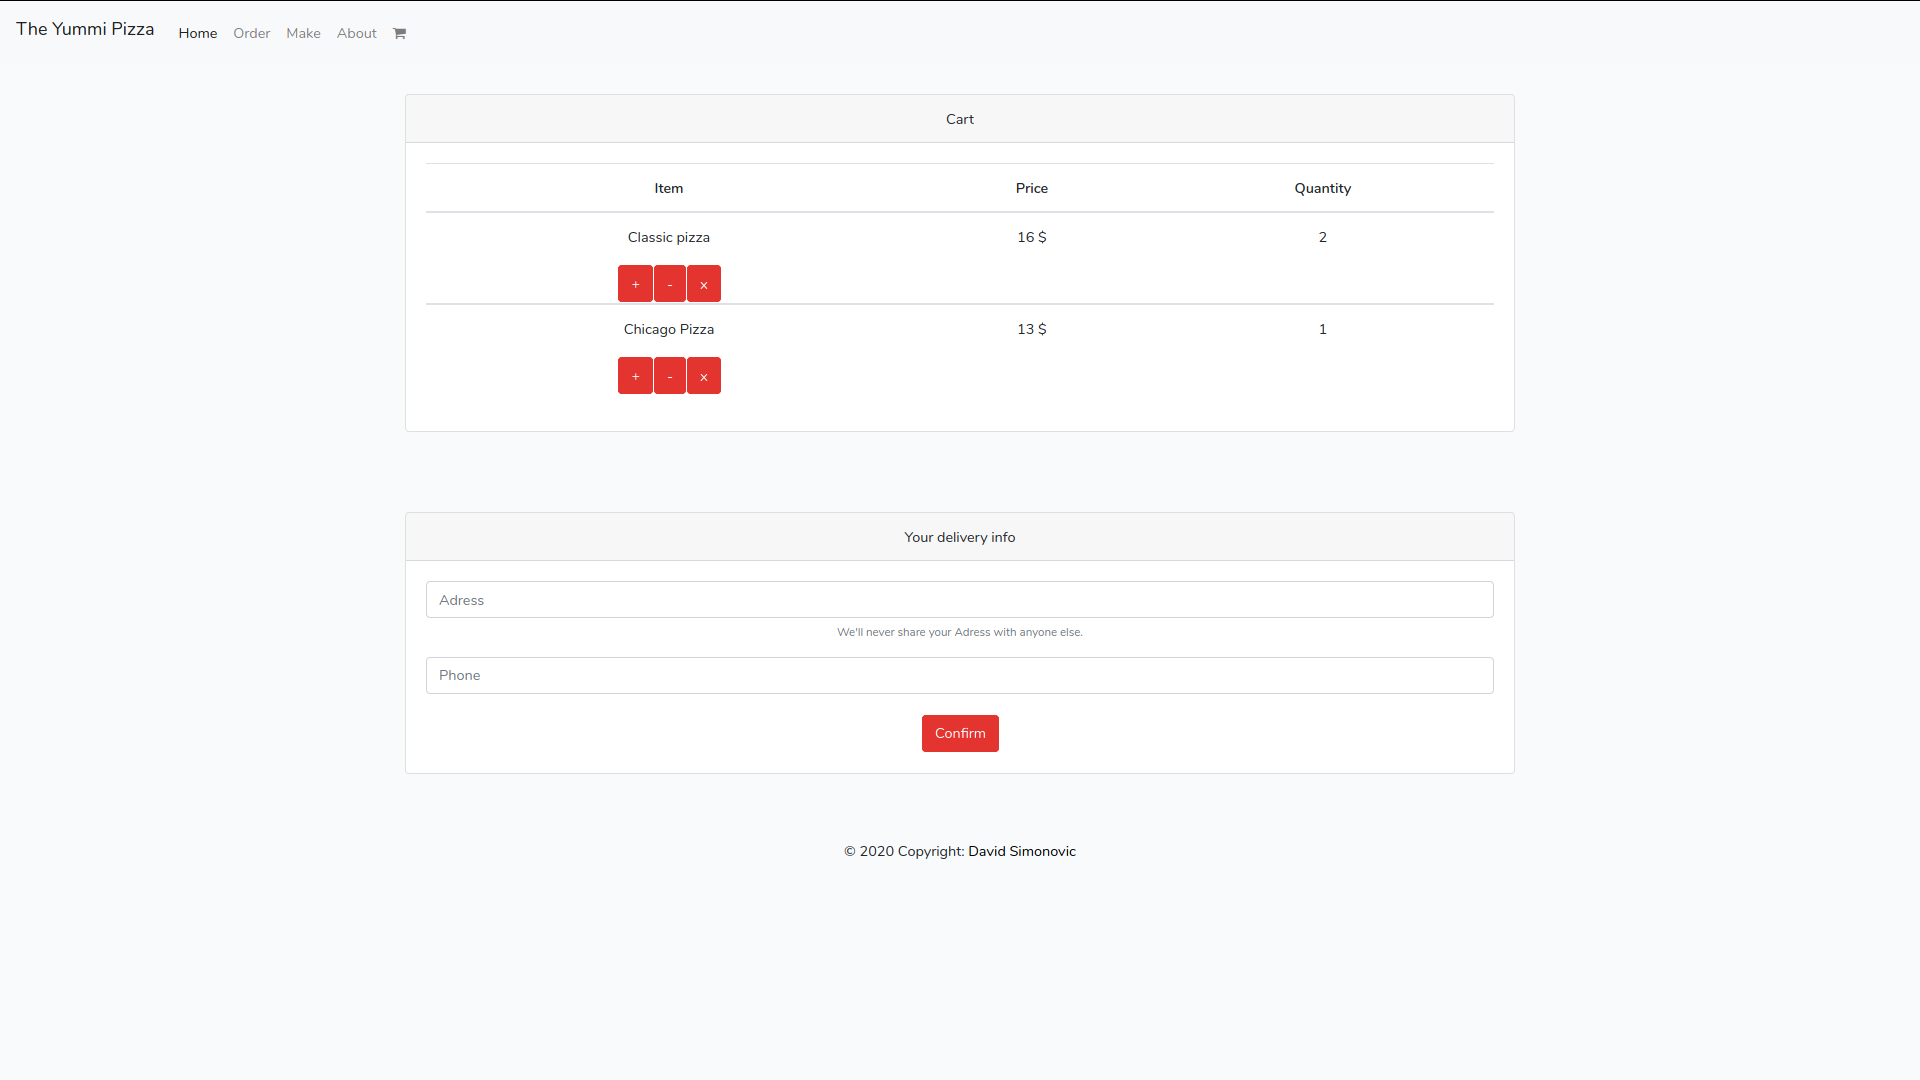 The Yummi Pizza Home Order Make About
Cart
Item Price Quantity
Classic pizza 16 $ 2
+ - x
Chicago Pizza 13 $ 1
+ - x
Your delivery info
Adress
We'll never share your Adress with anyone else.
Phone
Confirm
© 2020 Copyright: David Simonovic